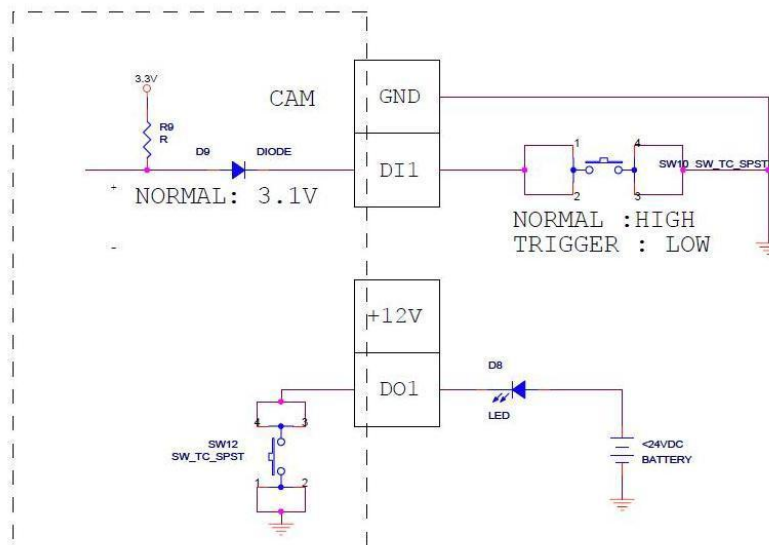 3.3V
R9
R
CAM
D9
DIODE
+
NORMAL: 3.1V
-
GND
DI1
1
4
2
3
SW10 SW_TC_SPST
NORMAL :HIGH
TRIGGER : LOW
+12V
DO1
D8
LED
<24VDC
BATTERY
4
3
SW12
SW_TC_SPST
1
2